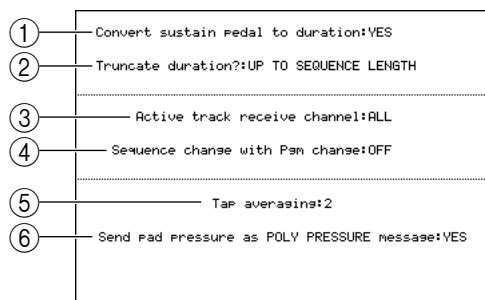 ① Convert sustain pedal to duration:YES
② Truncate duration?:UP TO SEQUENCE LENGTH
③ Active track receive channel:ALL
④ Sequence change with Pgm change:OFF
⑤ Tap averaging:2
⑥ Send pad pressure as POLY PRESSURE message:YES